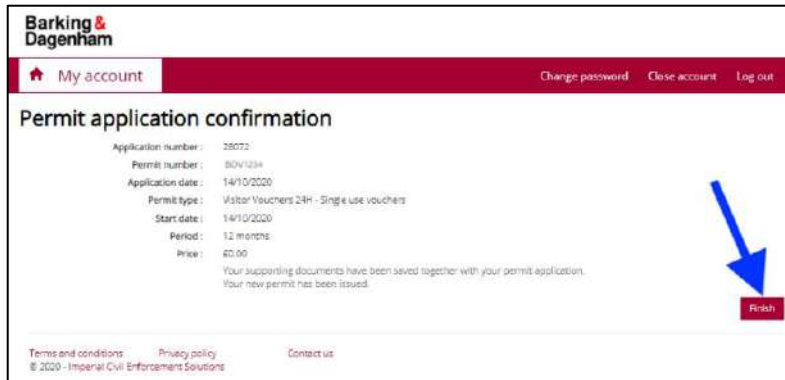 Barking &
Dagenham
My account
Change password Close account Log out
Permit application confirmation
Application number : 28072
Permit number : BDV1234
Application date : 14/10/2020
Permit type : Visitor Vouchers 24H - Single use vouchers
Start date : 14/10/2020
Period : 12 months
Price : £0.00
Your supporting documents have been saved together with your permit application.
Your new permit has been issued.
Finish
Terms and conditions Privacy policy Contact us
© 2020 - Imperial Civil Enforcement Solutions